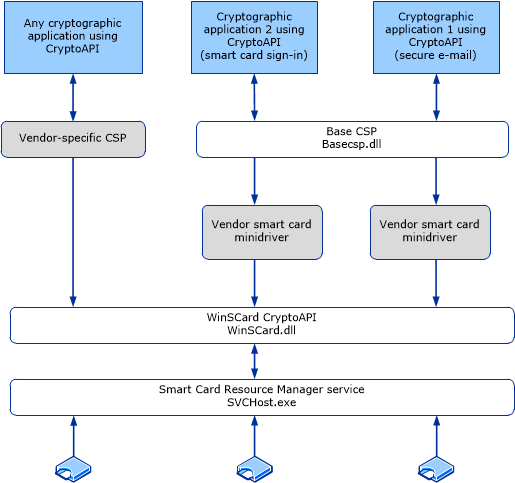 Any cryptographic
application using
CryptoAPI
Cryptographic
application 2 using
CryptoAPI
(smart card sign-in)
Cryptographic
application 1 using
CryptoAPI
(secure e-mail)
Vendor-specific CSP
Base CSP
Basecsp.dll
Vendor smart card
minidriver
Vendor smart card
minidriver
WinSCard CryptoAPI
WinSCard.dll
Smart Card Resource Manager service
SVCHost.exe